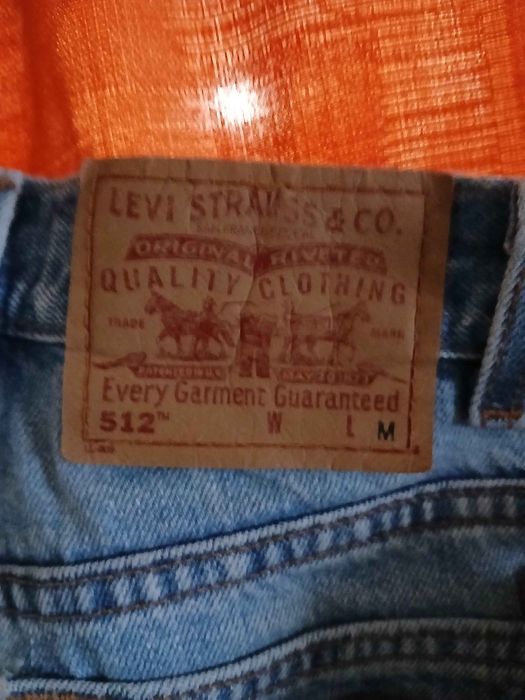 LEVI STRAUSS & CO.
ORIGINAL RIVETED
QUALITY CLOTHING
TRADE MARK
Every Garment Guaranteed
512™ W L M